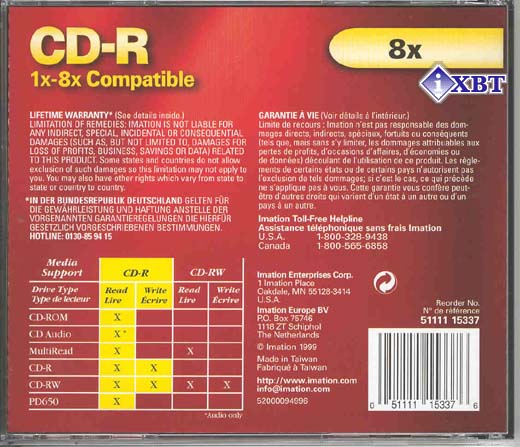 CD-R
1x-8x Compatible
8x
iXBT
LIFETIME WARRANTY* (See details inside.)
LIMITATION OF REMEDIES: IMATION IS NOT LIABLE FOR
ANY INDIRECT, SPECIAL, INCIDENTAL OR CONSEQUENTIAL
DAMAGES (SUCH AS, BUT NOT LIMITED TO, DAMAGES FOR
LOSS OF PROFITS, BUSINESS, SAVINGS OR DATA) RELATED
TO THIS PRODUCT. Some states and countries do not allow
exclusion of such damages so this limitation may not apply to
you. You may also have other rights which vary from state to
state or country to country.
*IN DER BUNDESREPUBLIK DEUTSCHLAND GELTEN FÜR
DIE GEWÄHRLEISTUNG UND HAFTUNG ANSTELLE DER
VORGENANNTEN GARANTIEREGELUNGEN DIE HIERFÜR
GESETZLICH VORGESCHRIEBENEN BESTIMMUNGEN.
HOTLINE: 0130-85 94 15
GARANTIE À VIE (Voir détails à l'intérieur.)
Limite de recours : Imation n'est pas responsable des dom-
mages directs, indirects, spéciaux, fortuits ou conséquents
(tels que, mais sans s'y limiter, les dommages attribuables aux
pertes de profits, d'occasions d'affaires, d'économies ou
de données) découlant de l'utilisation de ce produit. Les règle-
ments de certains états ou de certains pays n'autorisent pas
l'exclusion de tels dommages; si c'est le cas, ce qui précède
ne s'applique pas à vous. Cette garantie vous confère peut-
être d'autres droits qui varient d'un état à un autre ou d'un
pays à un autre.
Imation Toll-Free Helpline
Assistance téléphonique sans frais Imation
U.S.A. 1-800-328-9438
Canada 1-800-565-6858
Media CD-R CD-RW
Support
Drive Type Read Write Read Write
Type de lecteur Lire Écrire Lire Écrire
CD-ROM X
CD Audio X*
MultiRead X X
CD-R X X
CD-RW X X X X
PD650 X
*Audio only
Imation Enterprises Corp.
1 Imation Place
Oakdale, MN 55128-3414
U.S.A.
Imation Europe BV
P.O. Box 75746
1118 ZT Schiphol
The Netherlands
© Imation 1999
Made in Taiwan
Fabriqué à Taiwan
http://www.imation.com
info@imation.com
52000094996
Reorder No.
N° de référence
51111 15337
0 51111 15337 6